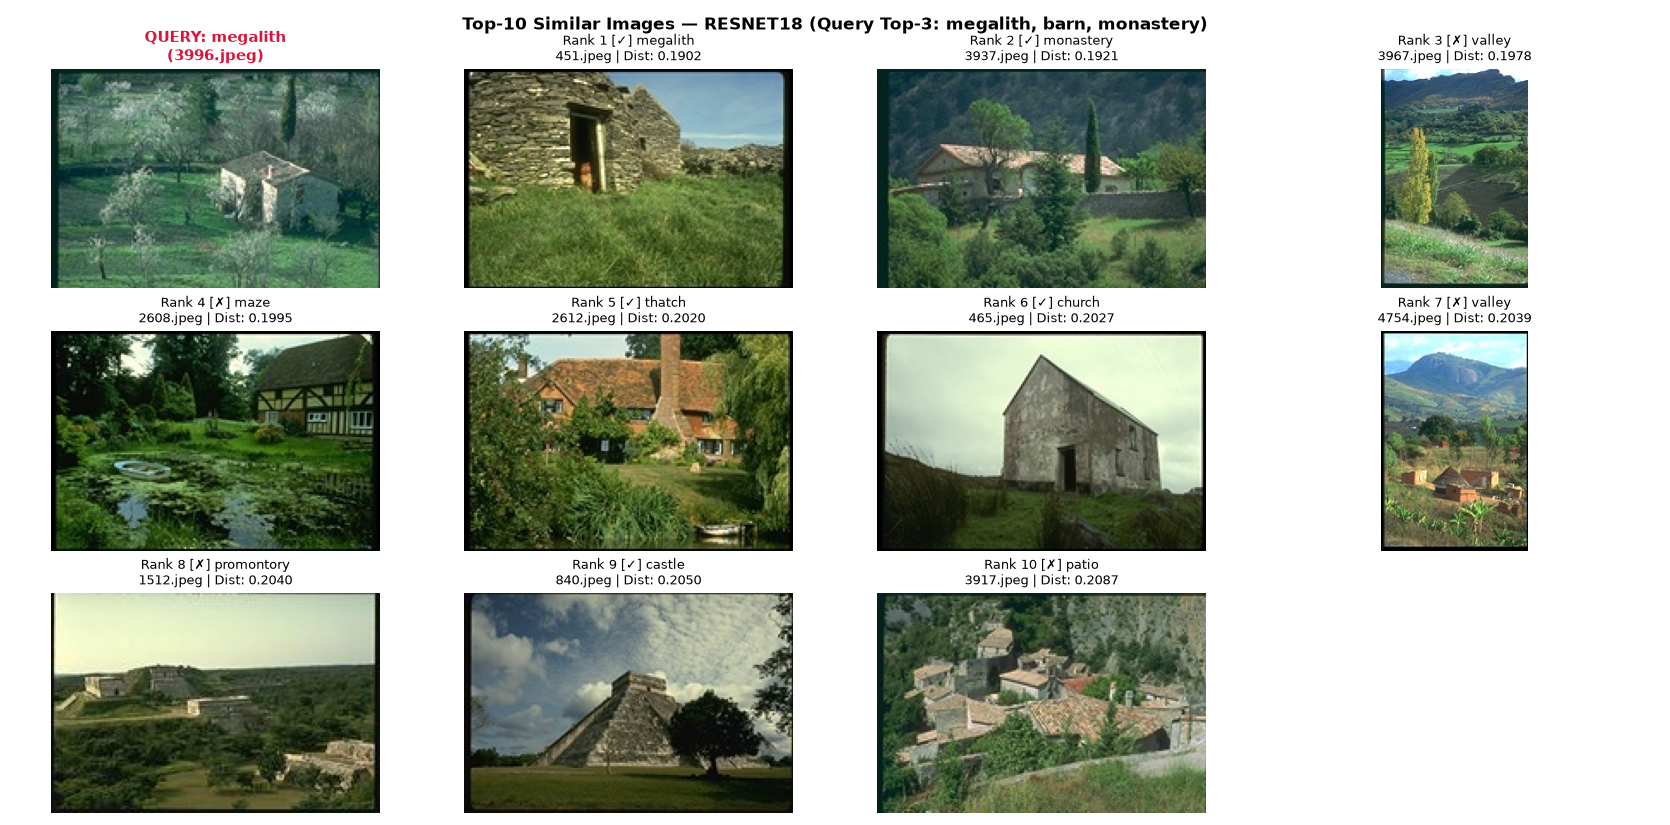 Top-10 Similar Images — RESNET18 (Query Top-3: megalith, barn, monastery)
QUERY: megalith
(3996.jpeg)
Rank 1 [✓] megalith
451.jpeg | Dist: 0.1902
Rank 2 [✓] monastery
3937.jpeg | Dist: 0.1921
Rank 3 [✗] valley
3967.jpeg | Dist: 0.1978
Rank 4 [✗] maze
2608.jpeg | Dist: 0.1995
Rank 5 [✓] thatch
2612.jpeg | Dist: 0.2020
Rank 6 [✓] church
465.jpeg | Dist: 0.2027
Rank 7 [✗] valley
4754.jpeg | Dist: 0.2039
Rank 8 [✗] promontory
1512.jpeg | Dist: 0.2040
Rank 9 [✓] castle
840.jpeg | Dist: 0.2050
Rank 10 [✗] patio
3917.jpeg | Dist: 0.2087